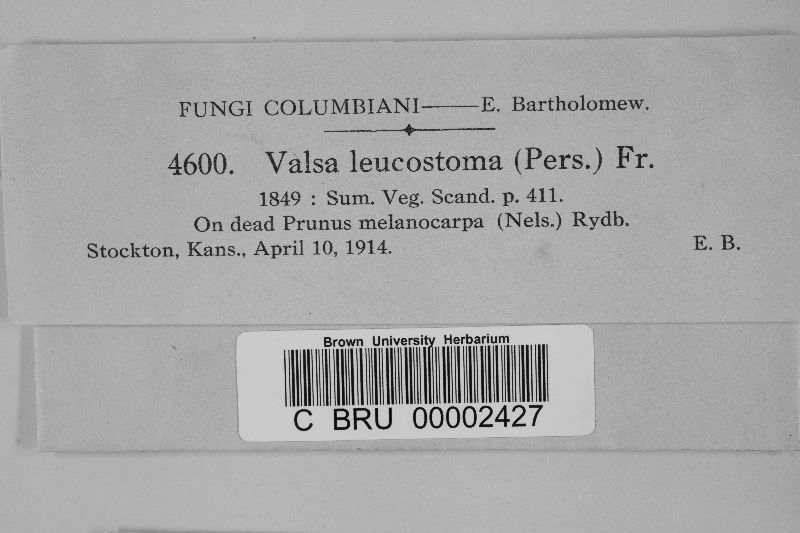 FUNGI COLUMBIANI——E. Bartholomew.
4600. Valsa leucostoma (Pers.) Fr.
1849 : Sum. Veg. Scand. p. 411.
On dead Prunus melanocarpa (Nels.) Rydb.
Stockton, Kans., April 10, 1914. E. B.
Brown University Herbarium
C BRU 00002427